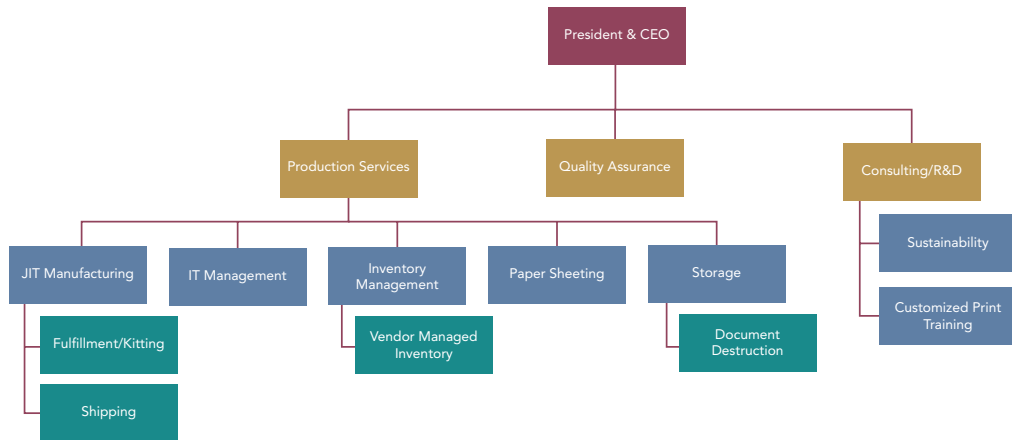 President & CEO
Production Services
Quality Assurance
Consulting/R&D
JIT Manufacturing
IT Management
Inventory
Management
Paper Sheeting
Storage
Sustainability
Customized Print
Training
Fulfillment/Kitting
Vendor Managed
Inventory
Document
Destruction
Shipping